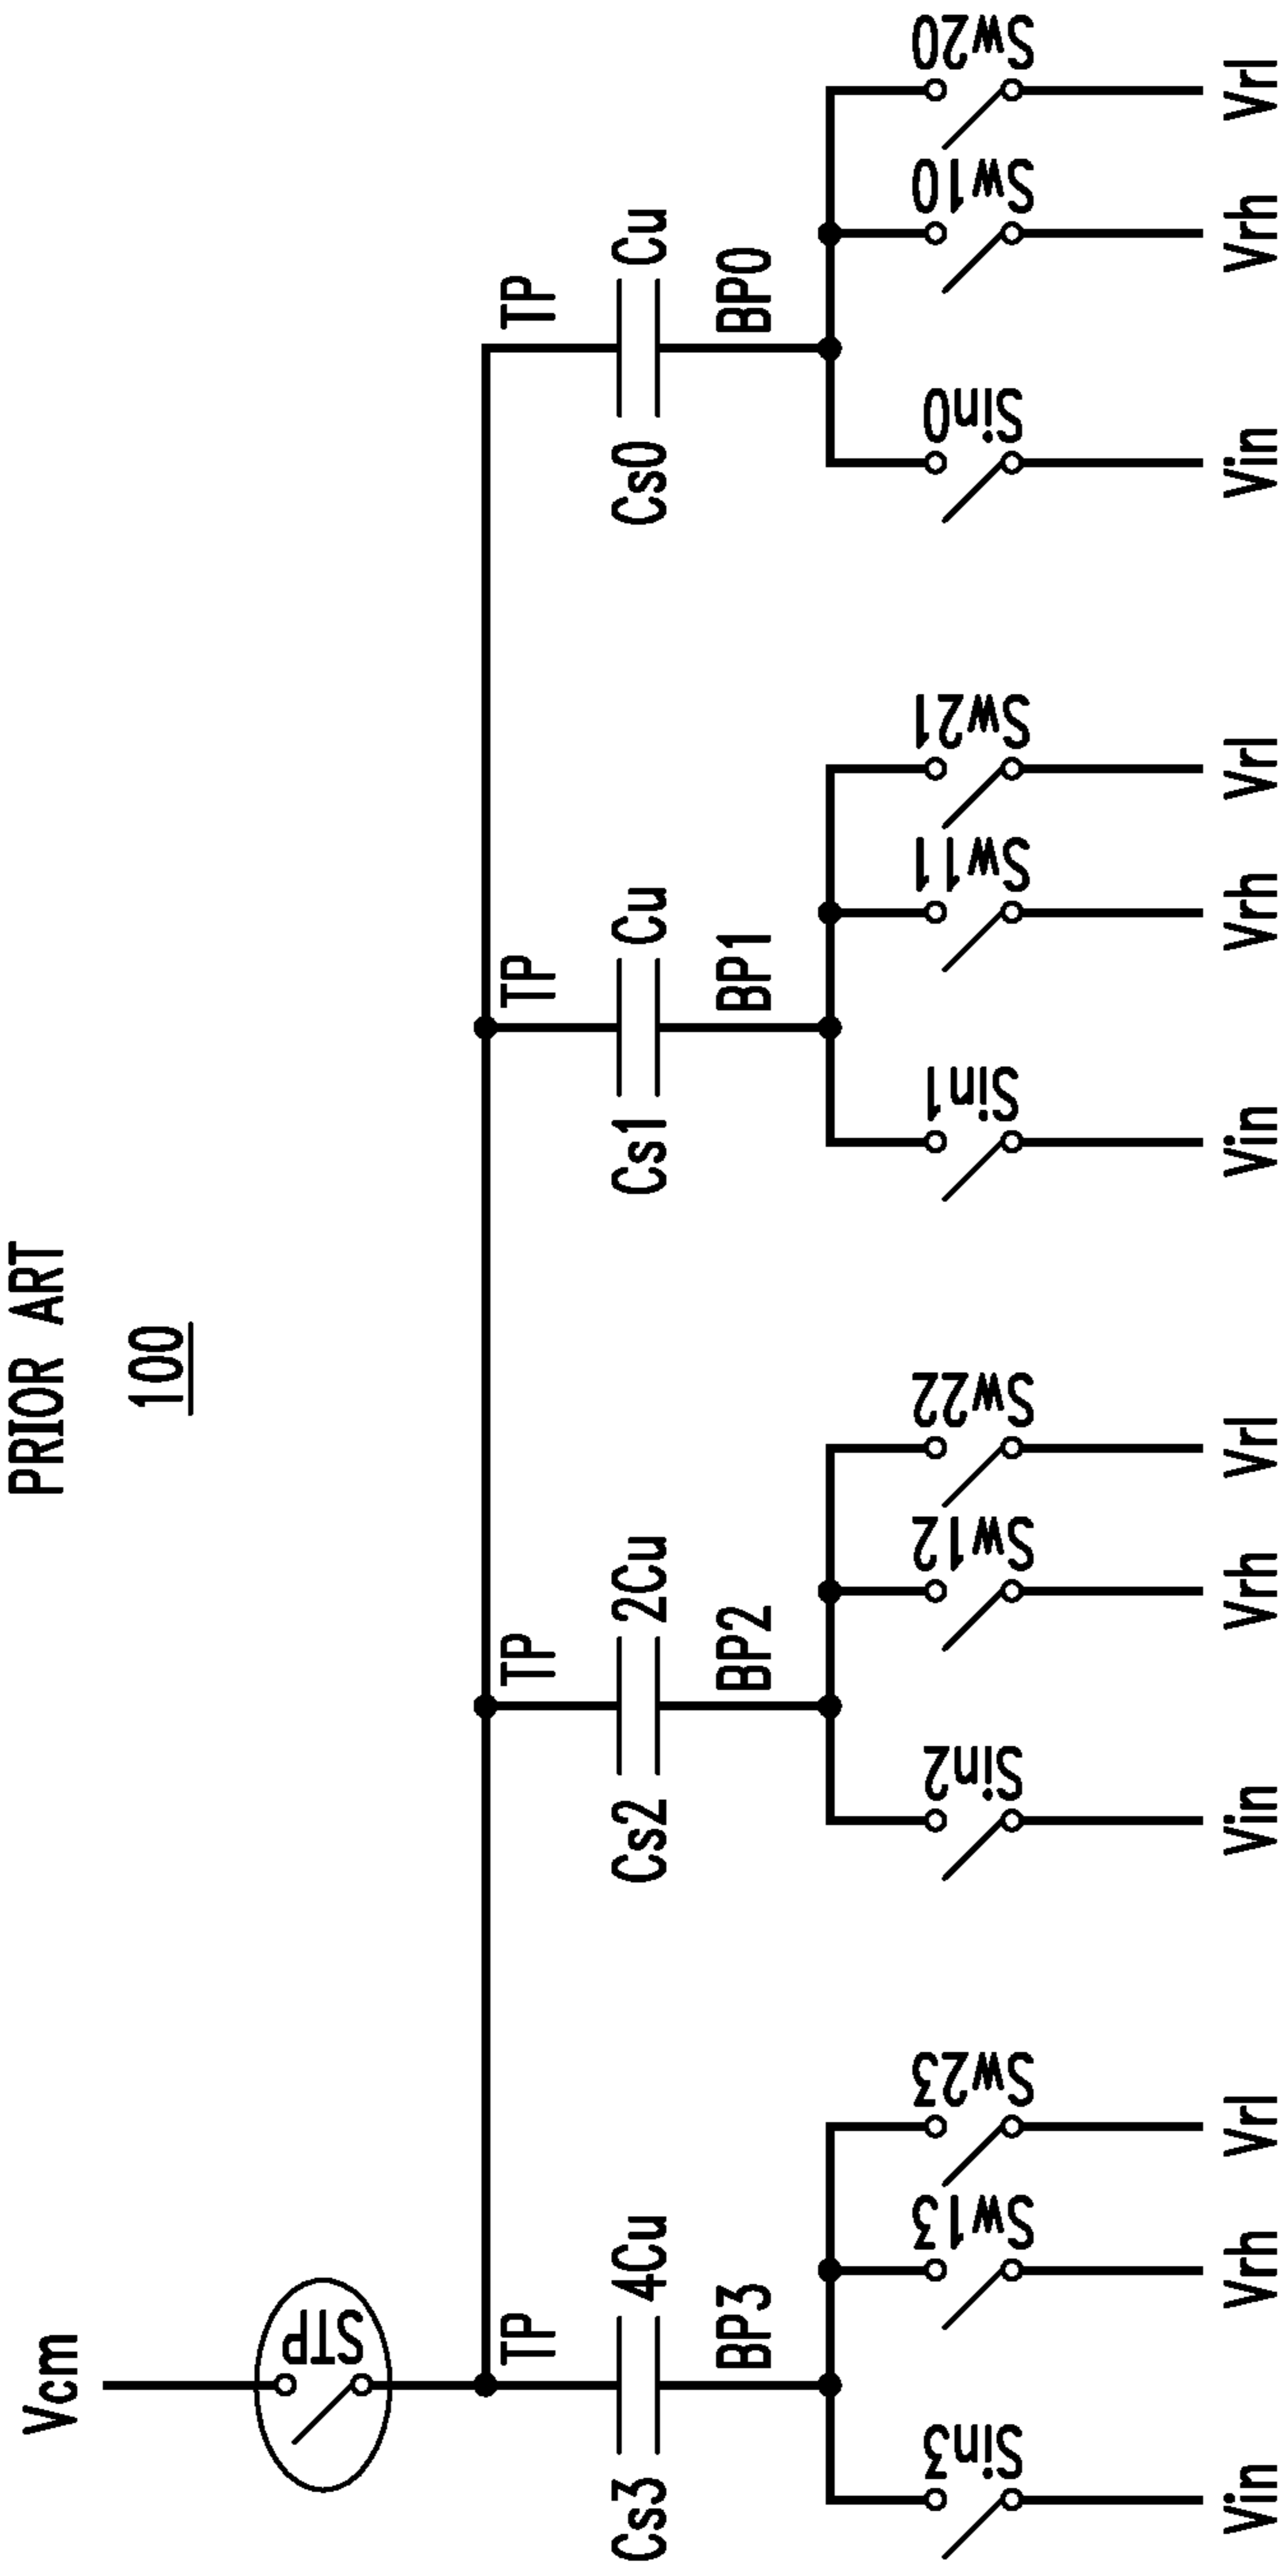 PRIOR ART
100
Vcm
STP
TP
TP
TP
TP
Cs3
4Cu
Cs2
2Cu
Cs1
Cu
Cs0
Cu
BP3
BP2
BP1
BP0
Sin3
Sw13
Sw23
Sin2
Sw12
Sw22
Sin1
Sw11
Sw21
Sin0
Sw10
Sw20
Vin
Vrh
Vrl
Vin
Vrh
Vrl
Vin
Vrh
Vrl
Vin
Vrh
Vrl